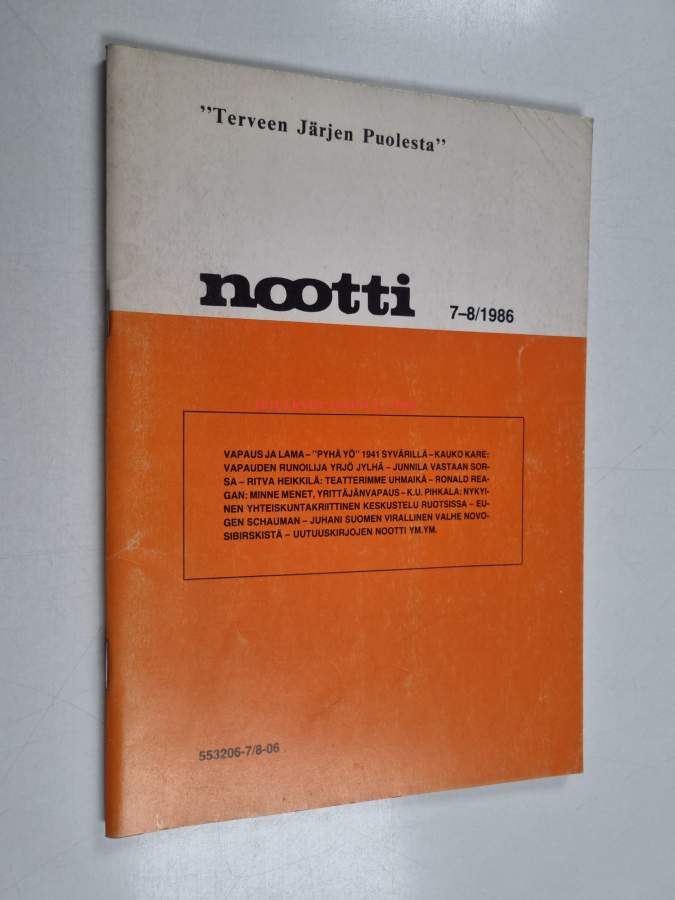 ”Terveen Järjen Puolesta”
nootti
7–8/1986
VAPAUS JA LAMA – ”PYHÄ YÖ” 1941 SYVÄRILLÄ – KAUKO KARE:
VAPAUDEN RUNOILIJA YRJÖ JYLHÄ – JUNNILA VASTAAN SOR-
SA – RITVA HEIKKILÄ: TEATTERIMME UHMAIKÄ – RONALD REA-
GAN: MINNE MENET, YRITTÄJÄNVAPAUS – K.U. PIHKALA: NYKYI-
NEN YHTEISKUNTAKRIITTINEN KESKUSTELU RUOTSISSA – EU-
GEN SCHAUMAN – JUHANI SUOMEN VIRALLINEN VALHE NOVO-
SIBIRSKISTÄ – UUTUUSKIRJOJEN NOOTTI YM.YM.
553206-7/8-06